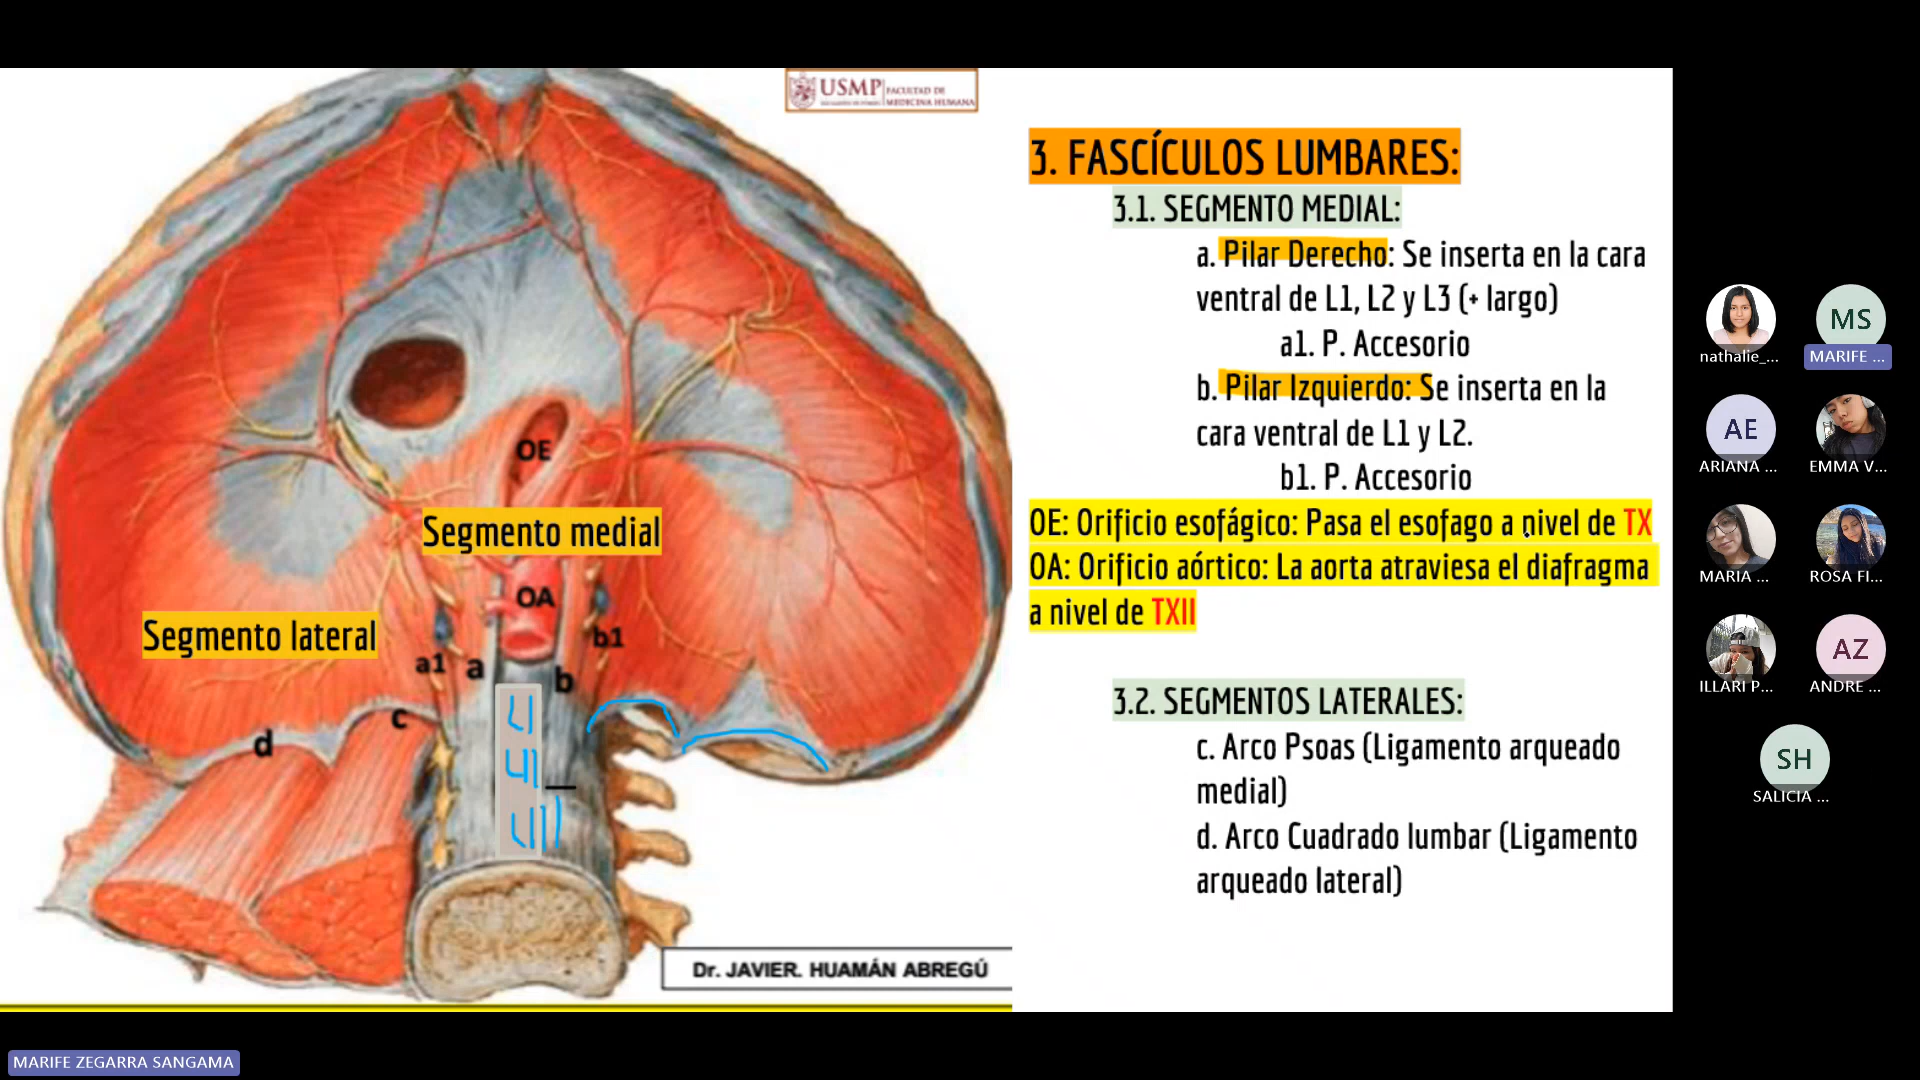 USMP FACULTAD DE
MEDICINA HUMANA
OE
Segmento medial
OA
Segmento lateral
b1
a1
a
b
c
d
LI
LII
LIII
Dr. JAVIER. HUAMÁN ABREGÚ
3. FASCÍCULOS LUMBARES:
3.1. SEGMENTO MEDIAL:
a. Pilar Derecho: Se inserta en la cara
ventral de L1, L2 y L3 (+ largo)
a1. P. Accesorio
b. Pilar Izquierdo: Se inserta en la
cara ventral de L1 y L2.
b1. P. Accesorio
OE: Orificio esofágico: Pasa el esofago a nivel de TX
OA: Orificio aórtico: La aorta atraviesa el diafragma
a nivel de TXII
3.2. SEGMENTOS LATERALES:
c. Arco Psoas (Ligamento arqueado
medial)
d. Arco Cuadrado lumbar (Ligamento
arqueado lateral)
nathalie_...
MS
MARIFE ...
AE
ARIANA ...
EMMA V...
MARIA ...
ROSA FI...
ILLARI P...
AZ
ANDRE ...
SH
SALICIA ...
MARIFE ZEGARRA SANGAMA